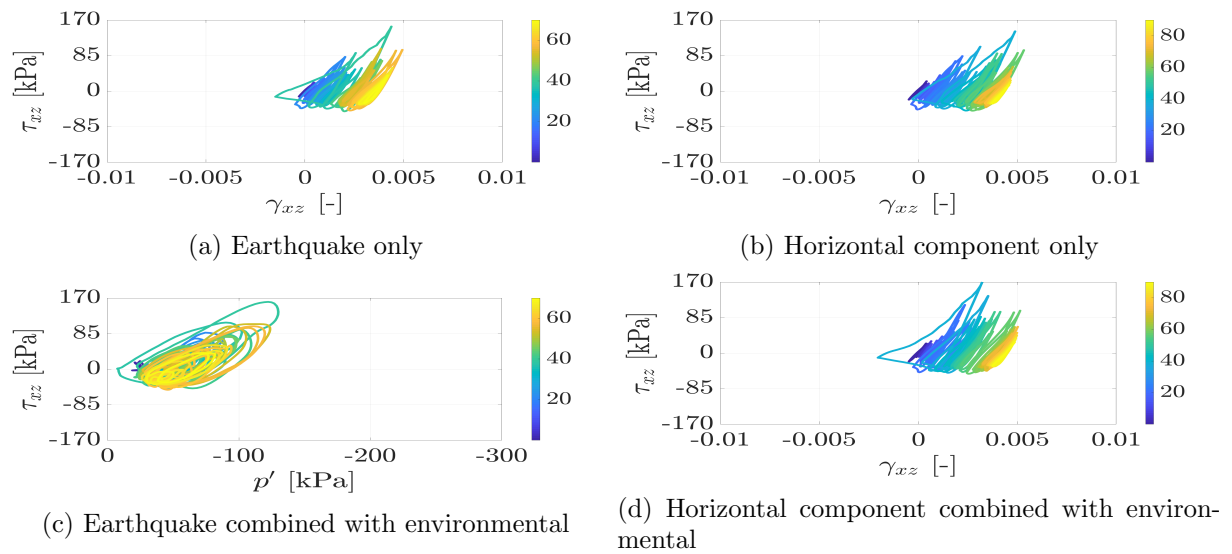 170
85
0
-85
-170
τxz [kPa]
-0.01 -0.005 0 0.005 0.01
γxz [-]
60
40
20
(a) Earthquake only
170
85
0
-85
-170
τxz [kPa]
-0.01 -0.005 0 0.005 0.01
γxz [-]
80
60
40
20
(b) Horizontal component only
170
85
0
-85
-170
τxz [kPa]
0 -100 -200 -300
p′ [kPa]
60
40
20
(c) Earthquake combined with environmental
170
85
0
-85
-170
τxz [kPa]
-0.01 -0.005 0 0.005 0.01
γxz [-]
80
60
40
20
(d) Horizontal component combined with environ-
mental